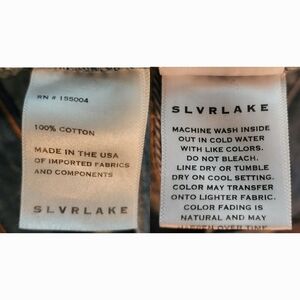 RN # 155004
100% COTTON
MADE IN THE USA
OF IMPORTED FABRICS
AND COMPONENTS
SLVRLAKE
SLVRLAKE
MACHINE WASH INSIDE
OUT IN COLD WATER
WITH LIKE COLORS.
DO NOT BLEACH.
LINE DRY OR TUMBLE
DRY ON COOL SETTING.
COLOR MAY TRANSFER
ONTO LIGHTER FABRIC.
COLOR FADING IS
NATURAL AND MAY
OVER TIME